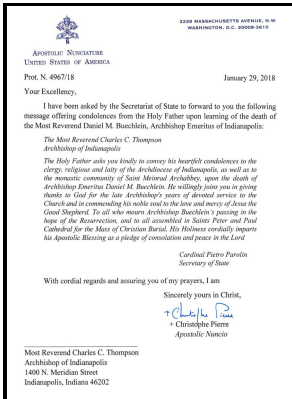 3339 MASSACHUSETTS AVENUE, N.W.
WASHINGTON, D.C. 20008-3610
APOSTOLIC NUNCIATURE
UNITED STATES OF AMERICA
Prot. N. 4967/18
January 29, 2018
Your Excellency,
I have been asked by the Secretariat of State to forward to you the following
message offering condolences from the Holy Father upon learning of the death of
the Most Reverend Daniel M. Buechlein, Archbishop Emeritus of Indianapolis:
The Most Reverend Charles C. Thompson
Archbishop of Indianapolis
The Holy Father asks you kindly to convey his heartfelt condolences to the
clergy, religious and laity of the Archdiocese of Indianapolis, as well as to
the monastic community of Saint Meinrad Archabbey, upon the death of
Archbishop Emeritus Daniel M. Buechlein. He willingly joins you in giving
thanks to God for the late Archbishop's years of devoted service to the
Church and in commending his noble soul to the love and mercy of Jesus the
Good Shepherd. To all who mourn Archbishop Buechlein's passing in the
hope of the Resurrection, and to all assembled in Saints Peter and Paul
Cathedral for the Mass of Christian Burial, His Holiness cordially imparts
his Apostolic Blessing as a pledge of consolation and peace in the Lord
Cardinal Pietro Parolin
Secretary of State
With cordial regards and assuring you of my prayers, I am
Sincerely yours in Christ,
+ Christophe Pierre
+ Christophe Pierre
Apostolic Nuncio
Most Reverend Charles C. Thompson
Archbishop of Indianapolis
1400 N. Meridian Street
Indianapolis, Indiana 46202